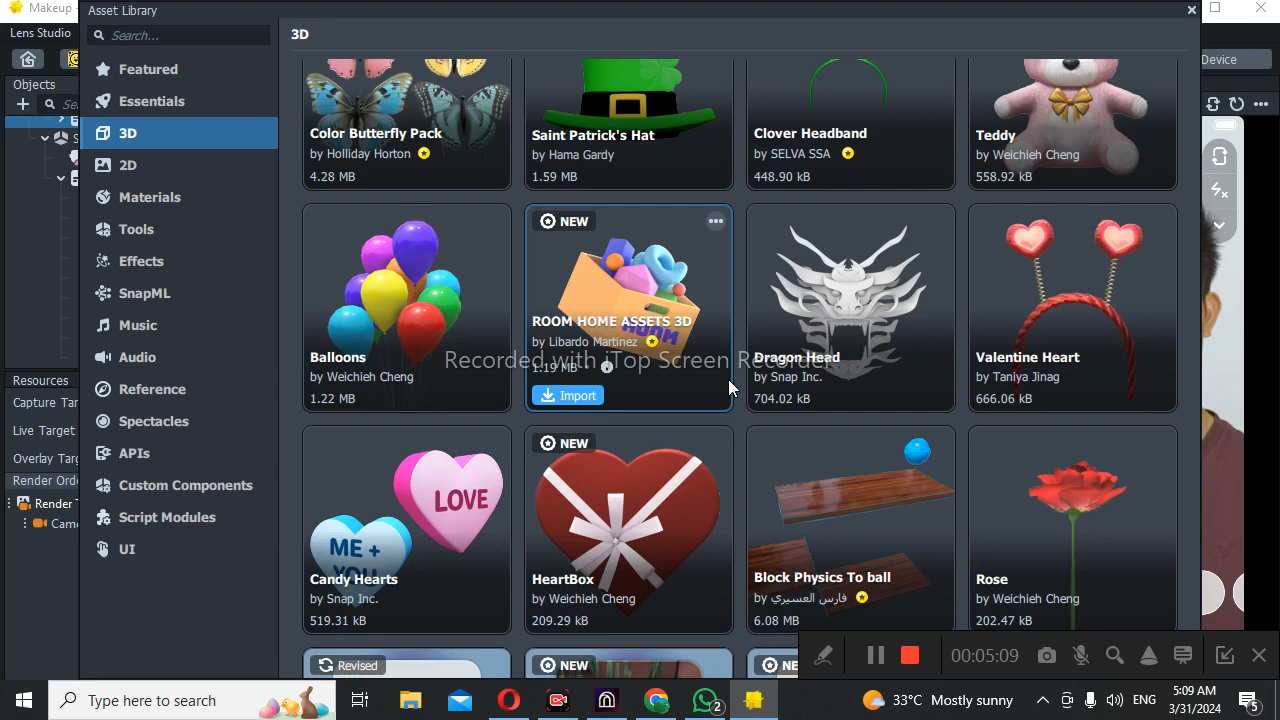 Makeup -
Asset Library
Lens Studio
Search...
3D
Device
Featured
Objects
Essentials
3D
Color Butterfly Pack
by Holliday Horton
4.28 MB
Saint Patrick's Hat
by Hama Gardy
1.59 MB
Clover Headband
by SELVA SSA
448.90 kB
Teddy
by Weichieh Cheng
558.92 kB
2D
Materials
Tools
Effects
SnapML
Music
Audio
Reference
Spectacles
APIs
Custom Components
Script Modules
UI
Balloons
by Weichieh Cheng
1.22 MB
NEW
ROOM HOME ASSETS 3D
by Libardo Martinez
1.19 MB
Import
ROOM
Dragon Head
by Snap Inc.
704.02 kB
Valentine Heart
by Taniya Jinag
666.06 kB
Recorded with iTop Screen Recorder
Resources
Capture Tar
Live Target
Overlay Targ
Render Orde
Render T
Came
LOVE
ME +
YOU
Candy Hearts
by Snap Inc.
519.31 kB
NEW
HeartBox
by Weichieh Cheng
209.29 kB
Block Physics To ball
by فارس العسيري
6.08 MB
Rose
by Weichieh Cheng
202.47 kB
Revised
NEW
NE
00:05:09
Type here to search
2
33°C Mostly sunny
ENG
5:09 AM
3/31/2024
5